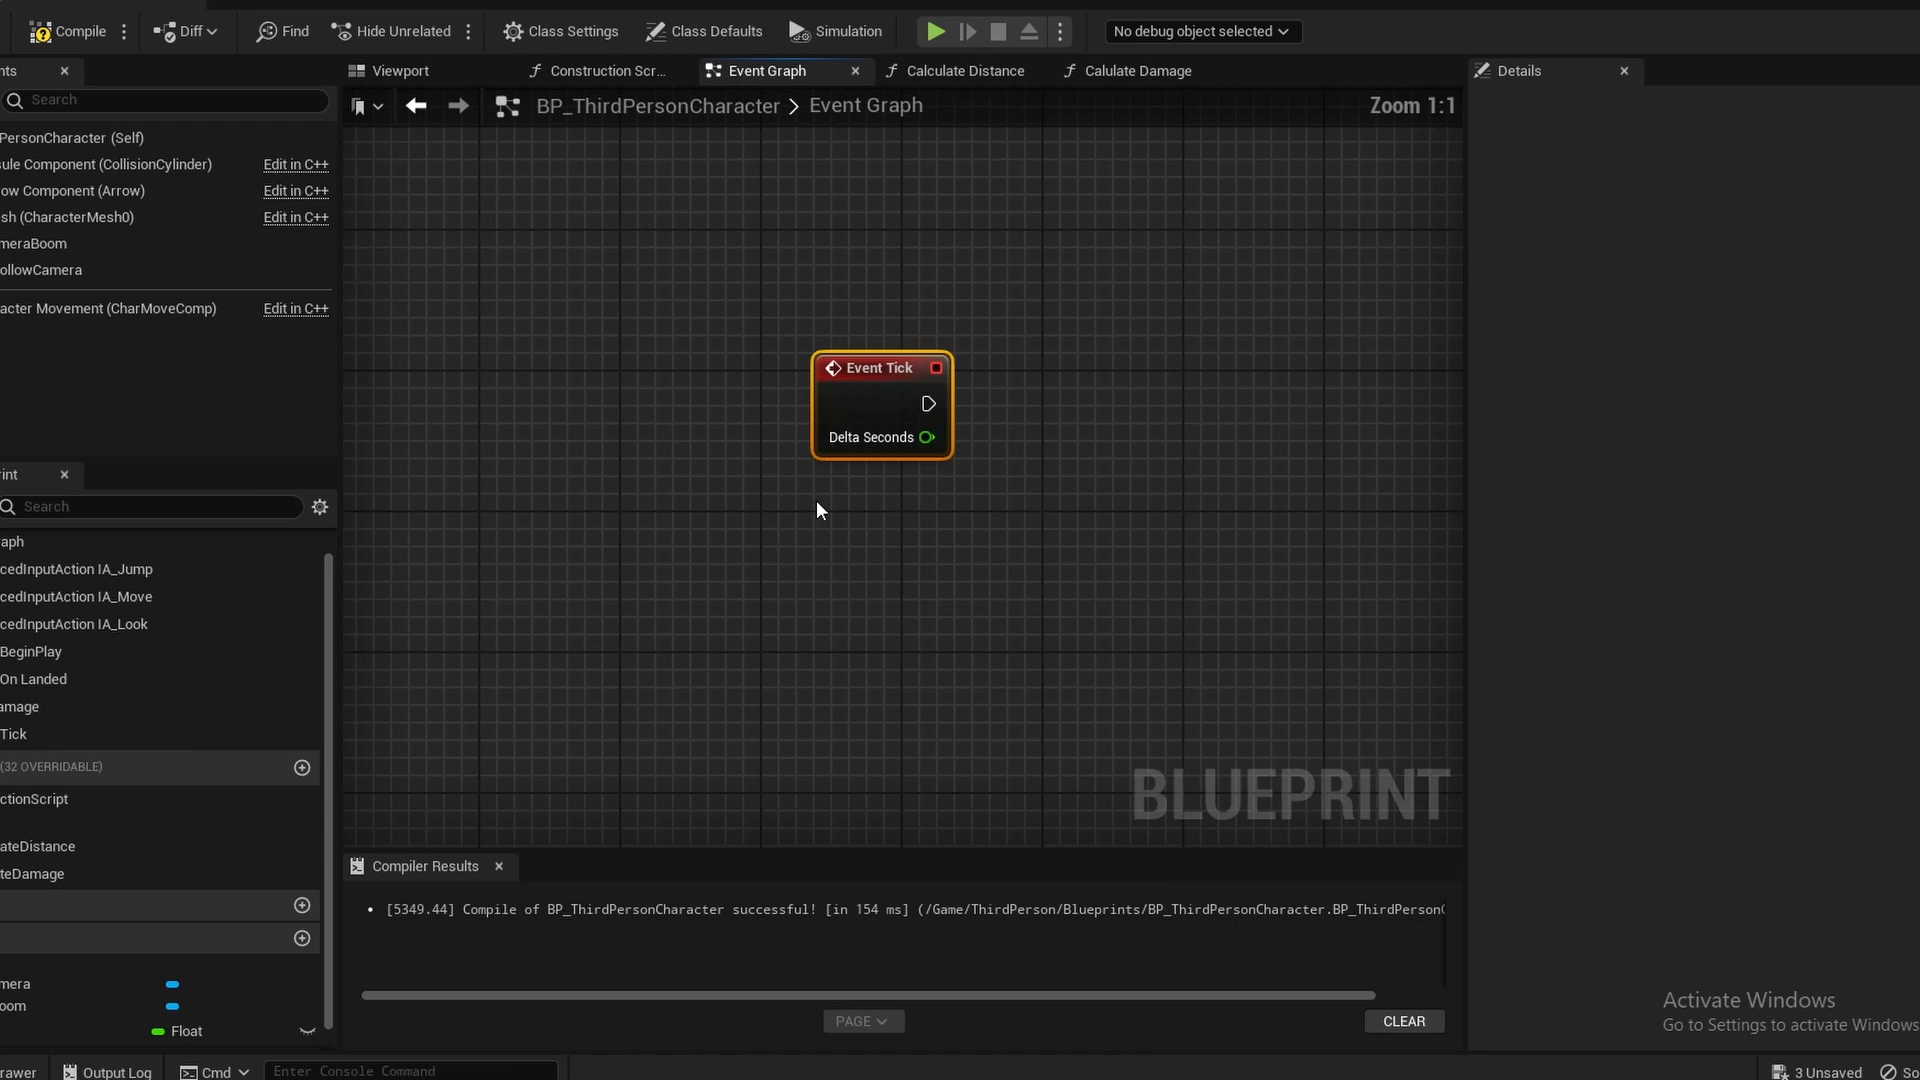 Compile
Diff
Find
Hide Unrelated
Class Settings
Class Defaults
Simulation
No debug object selected
nts
Viewport
Construction Scr...
Event Graph
Calculate Distance
Calulate Damage
Details
Search
BP_ThirdPersonCharacter > Event Graph
Zoom 1:1
PersonCharacter (Self)
sule Component (CollisionCylinder) Edit in C++
ow Component (Arrow) Edit in C++
sh (CharacterMesh0) Edit in C++
meraBoom
ollowCamera
acter Movement (CharMoveComp) Edit in C++
Event Tick
Delta Seconds
rint
Search
aph
cedInputAction IA_Jump
cedInputAction IA_Move
cedInputAction IA_Look
BeginPlay
On Landed
amage
Tick
(32 OVERRIDABLE)
ctionScript
ateDistance
teDamage
mera
oom
Float
BLUEPRINT
Compiler Results
• [5349.44] Compile of BP_ThirdPersonCharacter successful! [in 154 ms] (/Game/ThirdPerson/Blueprints/BP_ThirdPersonCharacter.BP_ThirdPersonC
PAGE
CLEAR
Activate Windows
Go to Settings to activate Windows
rawer
Output Log
Cmd
Enter Console Command
3 Unsaved
So